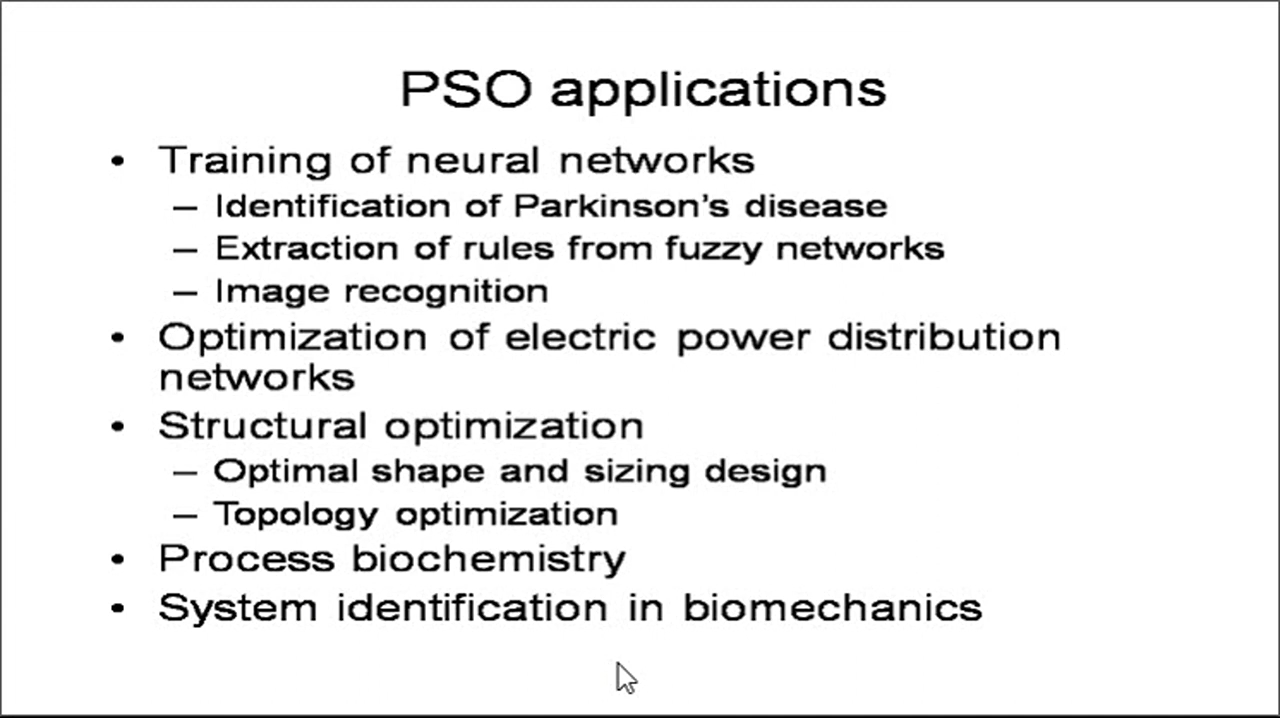 PSO applications
• Training of neural networks
– Identification of Parkinson's disease
– Extraction of rules from fuzzy networks
– Image recognition
• Optimization of electric power distribution
networks
• Structural optimization
– Optimal shape and sizing design
– Topology optimization
• Process biochemistry
• System identification in biomechanics